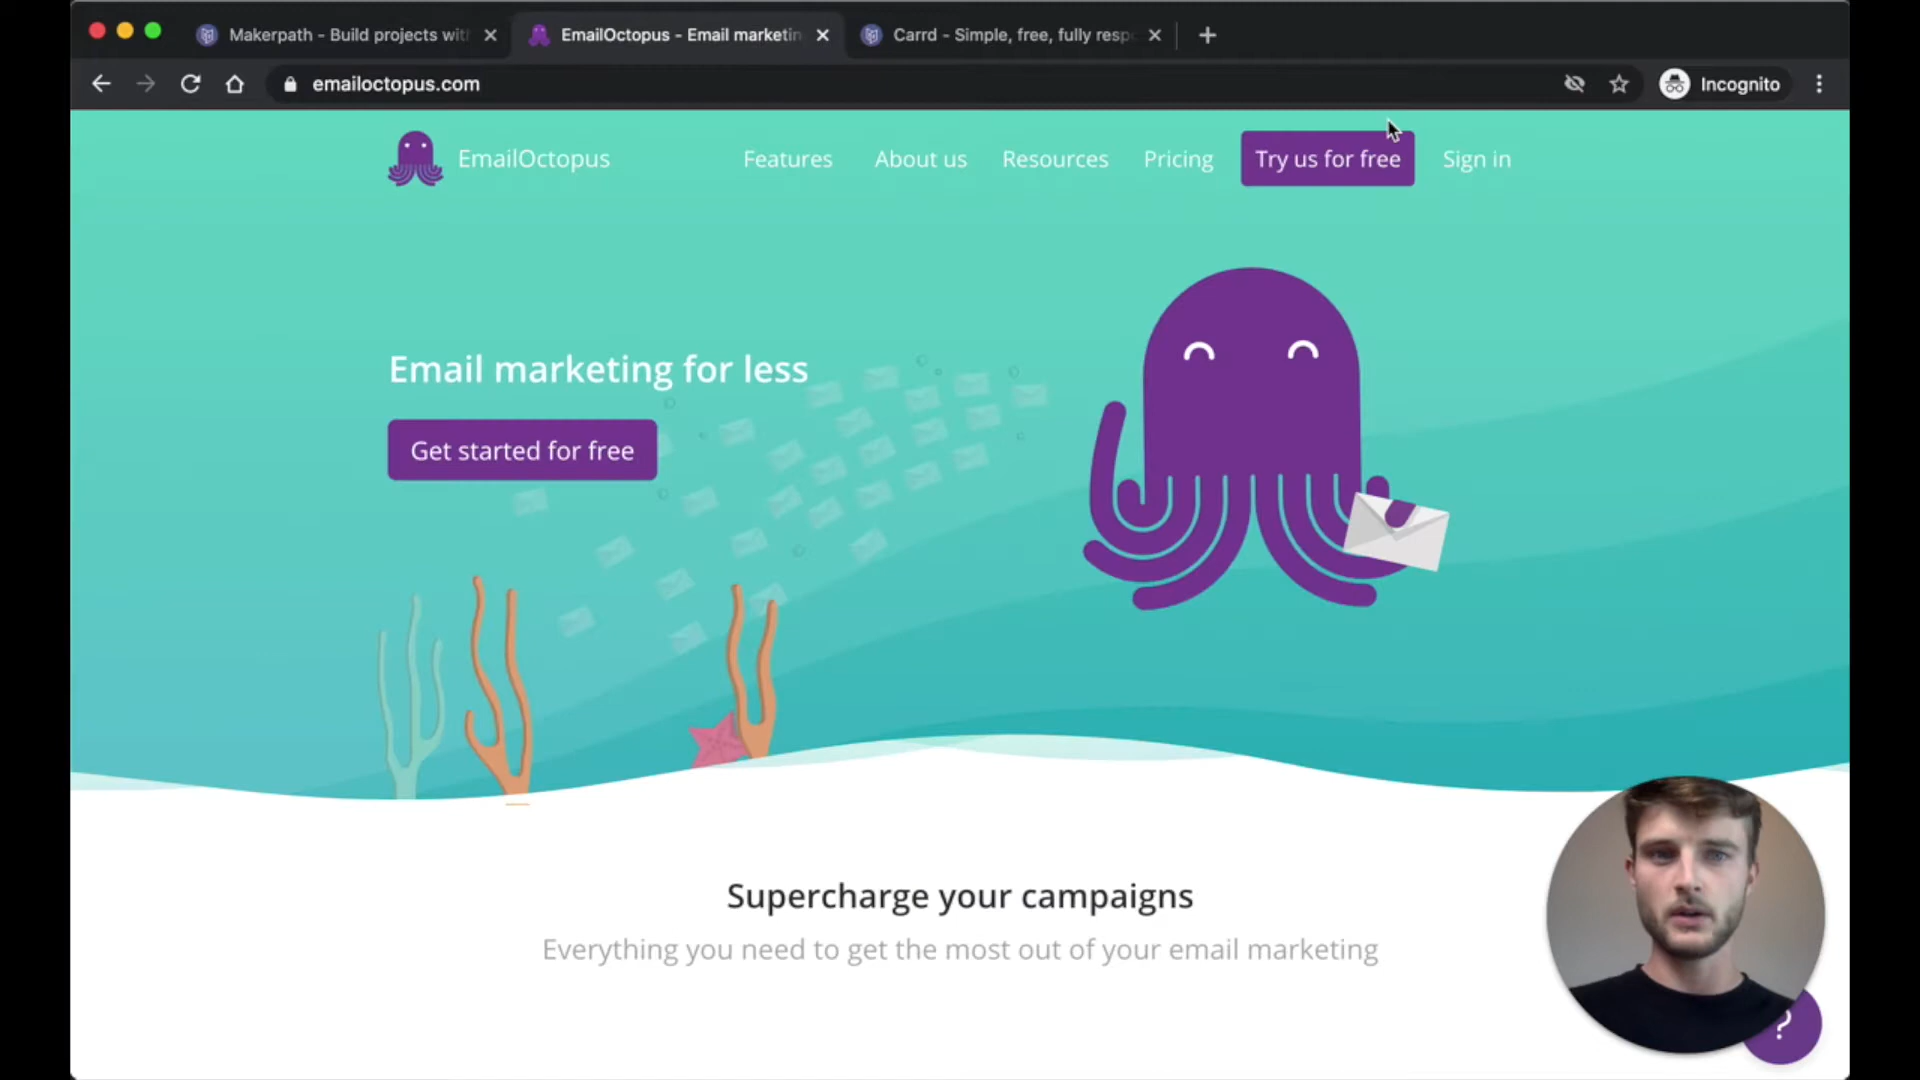 Makerpath - Build projects wit
EmailOctopus - Email marketin
Carrd - Simple, free, fully resp
emailoctopus.com
Incognito
EmailOctopus
Features
About us
Resources
Pricing
Try us for free
Sign in
Email marketing for less
Get started for free
Supercharge your campaigns
Everything you need to get the most out of your email marketing
?